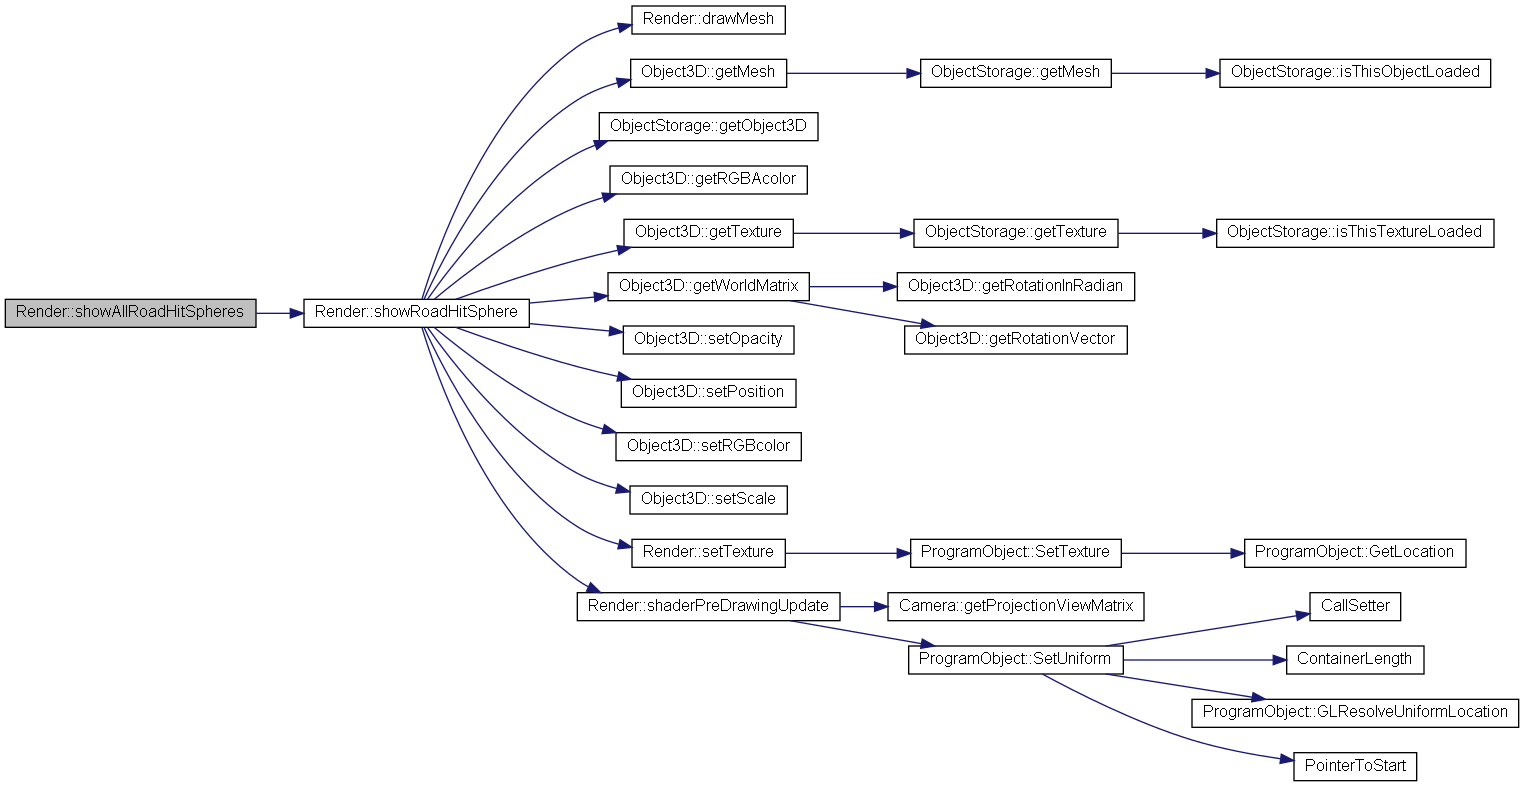 Render::drawMesh
Object3D::getMesh
ObjectStorage::getMesh
ObjectStorage::isThisObjectLoaded
ObjectStorage::getObject3D
Object3D::getRGBAcolor
Object3D::getTexture
ObjectStorage::getTexture
ObjectStorage::isThisTextureLoaded
Object3D::getWorldMatrix
Object3D::getRotationInRadian
Render::showAllRoadHitSpheres
Render::showRoadHitSphere
Object3D::setOpacity
Object3D::getRotationVector
Object3D::setPosition
Object3D::setRGBcolor
Object3D::setScale
Render::setTexture
ProgramObject::SetTexture
ProgramObject::GetLocation
Render::shaderPreDrawingUpdate
Camera::getProjectionViewMatrix
CallSetter
ProgramObject::SetUniform
ContainerLength
ProgramObject::GLResolveUniformLocation
PointerToStart